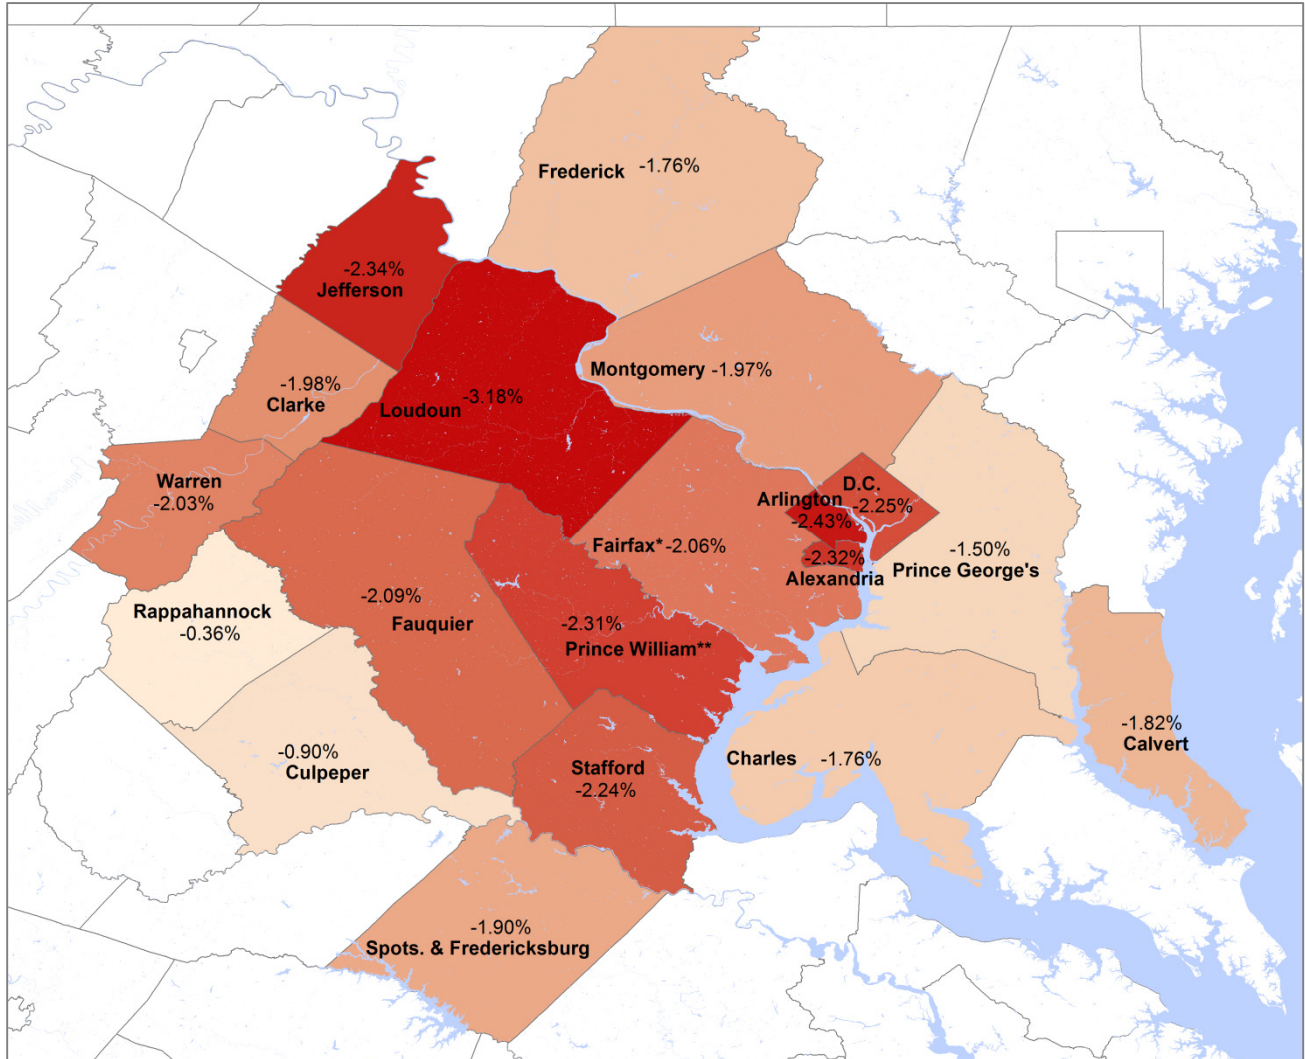 Frederick -1.76%
-2.34%
Jefferson
Montgomery -1.97%
-1.98%
Clarke
Loudoun -3.18%
Warren
-2.03%
D.C.
-2.25%
Arlington
-2.43%
Fairfax* -2.06%
-2.32%
Alexandria
-1.50%
Prince George's
Rappahannock
-0.36%
-2.09%
Fauquier
-2.31%
Prince William**
-0.90%
Culpeper
Stafford
-2.24%
Charles -1.76%
-1.82%
Calvert
-1.90%
Spots. & Fredericksburg